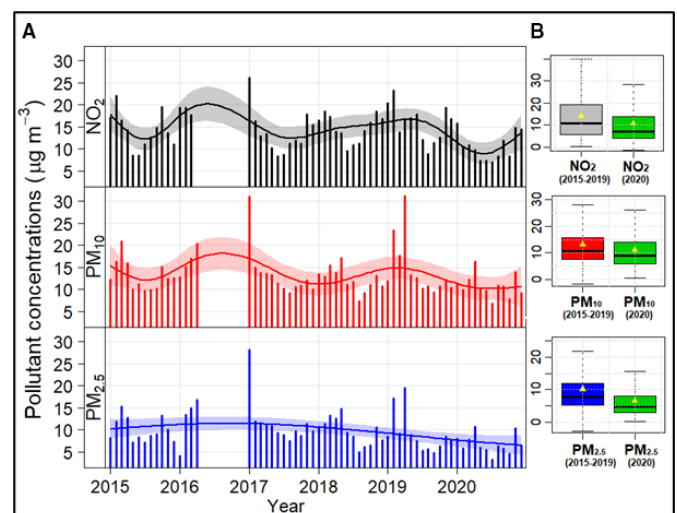 A
B
Pollutant concentrations (µg m⁻³)
NO₂
30
25
20
15
10
5
PM₁₀
30
25
20
15
10
5
PM₂.₅
30
25
20
15
10
5
2015 2016 2017 2018 2019 2020
Year
30
20
10
0
NO₂ NO₂
(2015-2019) (2020)
30
20
10
0
PM₁₀ PM₁₀
(2015-2019) (2020)
20
10
0
PM₂.₅ PM₂.₅
(2015-2019) (2020)